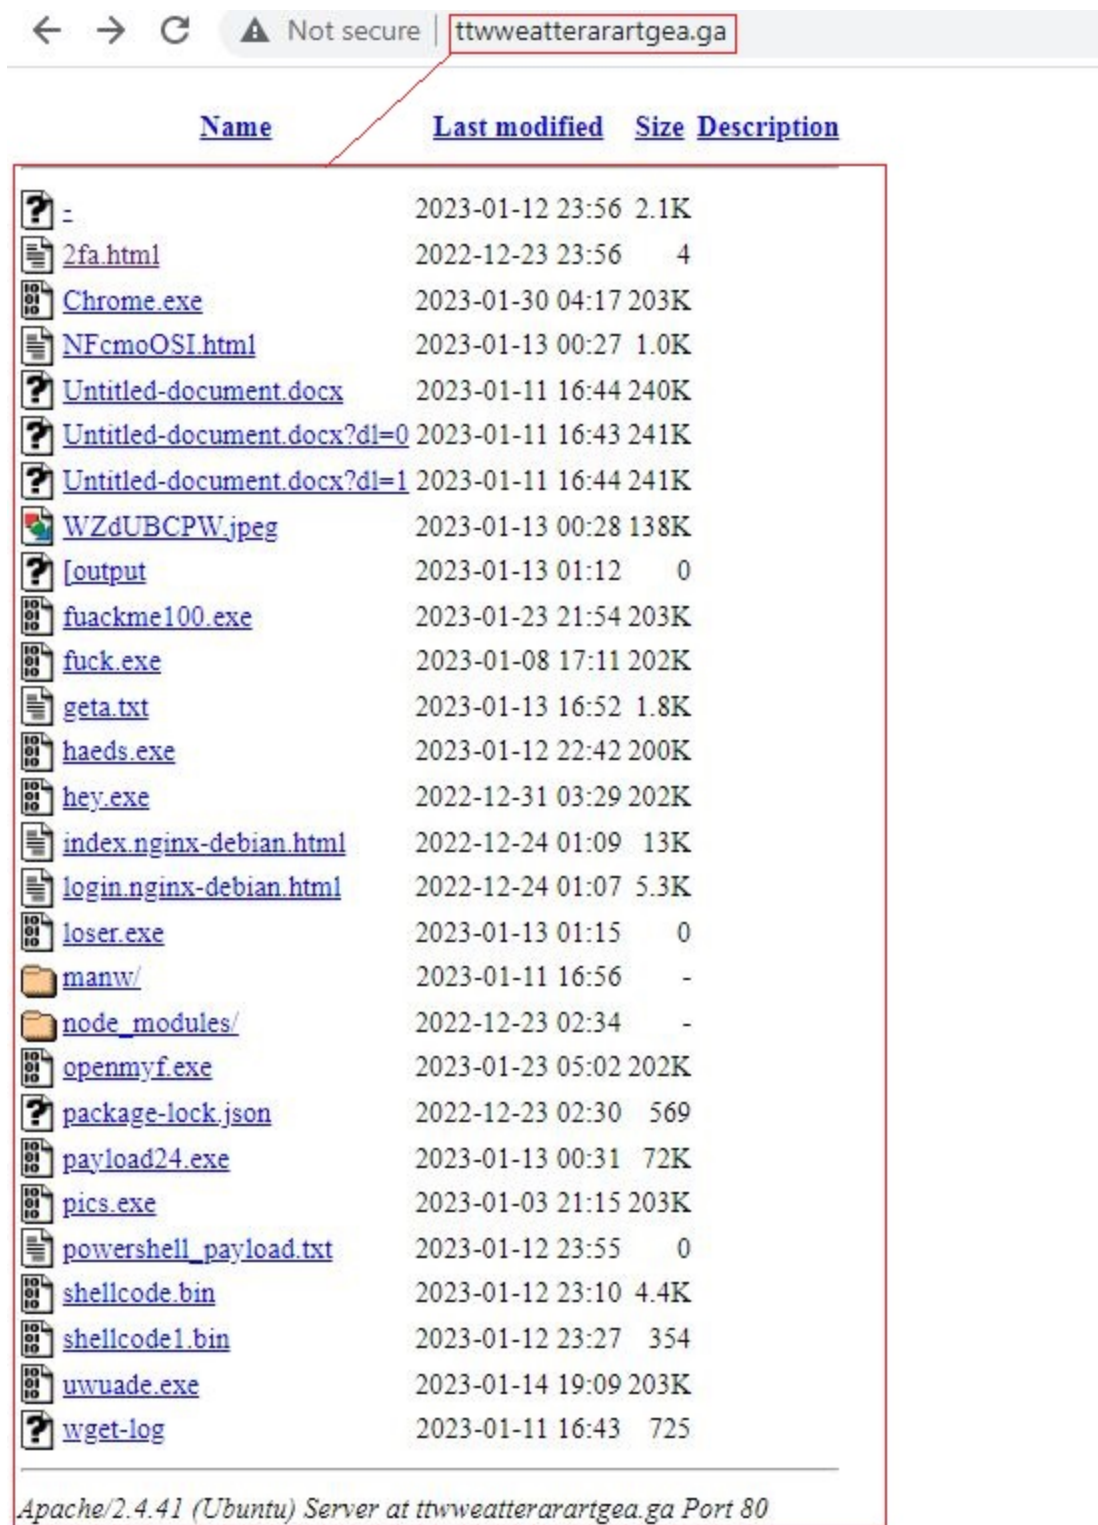 Not secure | ttwweatterarartgea.ga
Name Last modified Size Description
- 2023-01-12 23:56 2.1K
2fa.html 2022-12-23 23:56 4
Chrome.exe 2023-01-30 04:17 203K
NFcmoOSI.html 2023-01-13 00:27 1.0K
Untitled-document.docx 2023-01-11 16:44 240K
Untitled-document.docx?dl=0 2023-01-11 16:43 241K
Untitled-document.docx?dl=1 2023-01-11 16:44 241K
WZdUBCPW.jpeg 2023-01-13 00:28 138K
[output 2023-01-13 01:12 0
fuackme100.exe 2023-01-23 21:54 203K
fuck.exe 2023-01-08 17:11 202K
geta.txt 2023-01-13 16:52 1.8K
haeds.exe 2023-01-12 22:42 200K
hey.exe 2022-12-31 03:29 202K
index.nginx-debian.html 2022-12-24 01:09 13K
login.nginx-debian.html 2022-12-24 01:07 5.3K
loser.exe 2023-01-13 01:15 0
manw/ 2023-01-11 16:56 -
node_modules/ 2022-12-23 02:34 -
openmyf.exe 2023-01-23 05:02 202K
package-lock.json 2022-12-23 02:30 569
payload24.exe 2023-01-13 00:31 72K
pics.exe 2023-01-03 21:15 203K
powershell_payload.txt 2023-01-12 23:55 0
shellcode.bin 2023-01-12 23:10 4.4K
shellcode1.bin 2023-01-12 23:27 354
uwuade.exe 2023-01-14 19:09 203K
wget-log 2023-01-11 16:43 725
Apache/2.4.41 (Ubuntu) Server at ttwweatterarartgea.ga Port 80